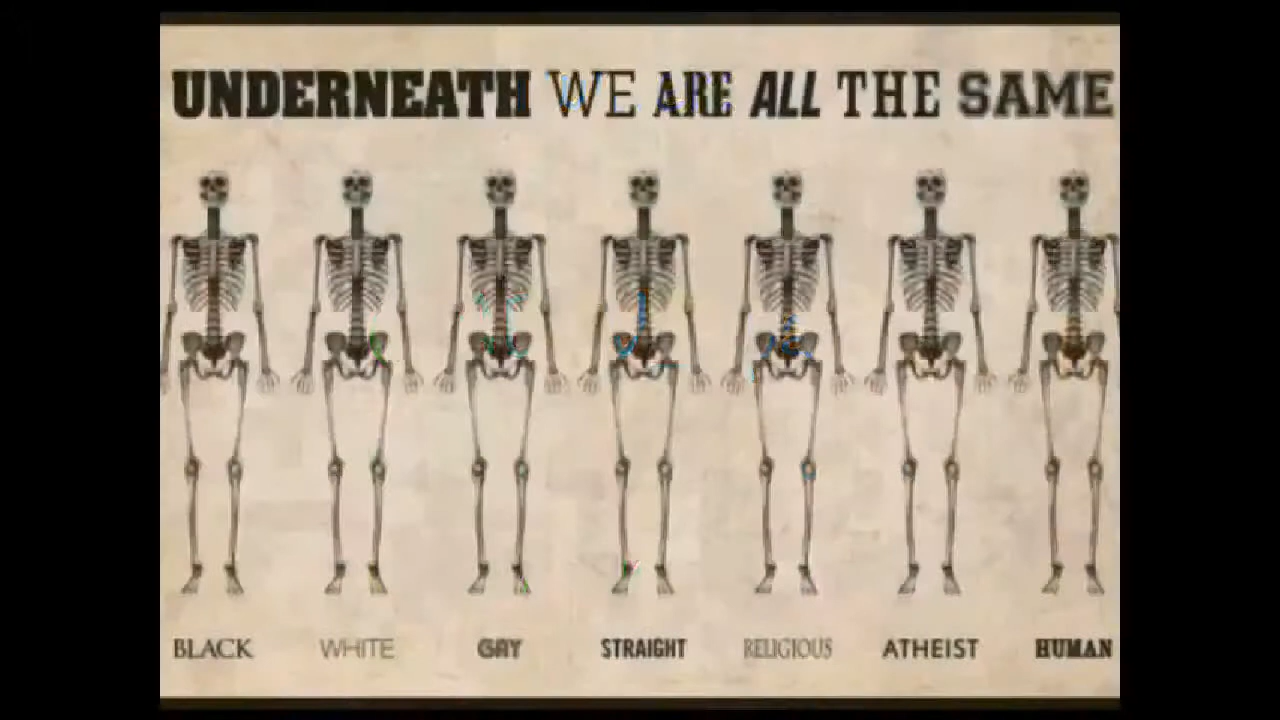 UNDERNEATH WE ARE ALL THE SAME
BLACK WHITE GAY STRAIGHT RELIGIOUS ATHEIST HUMAN